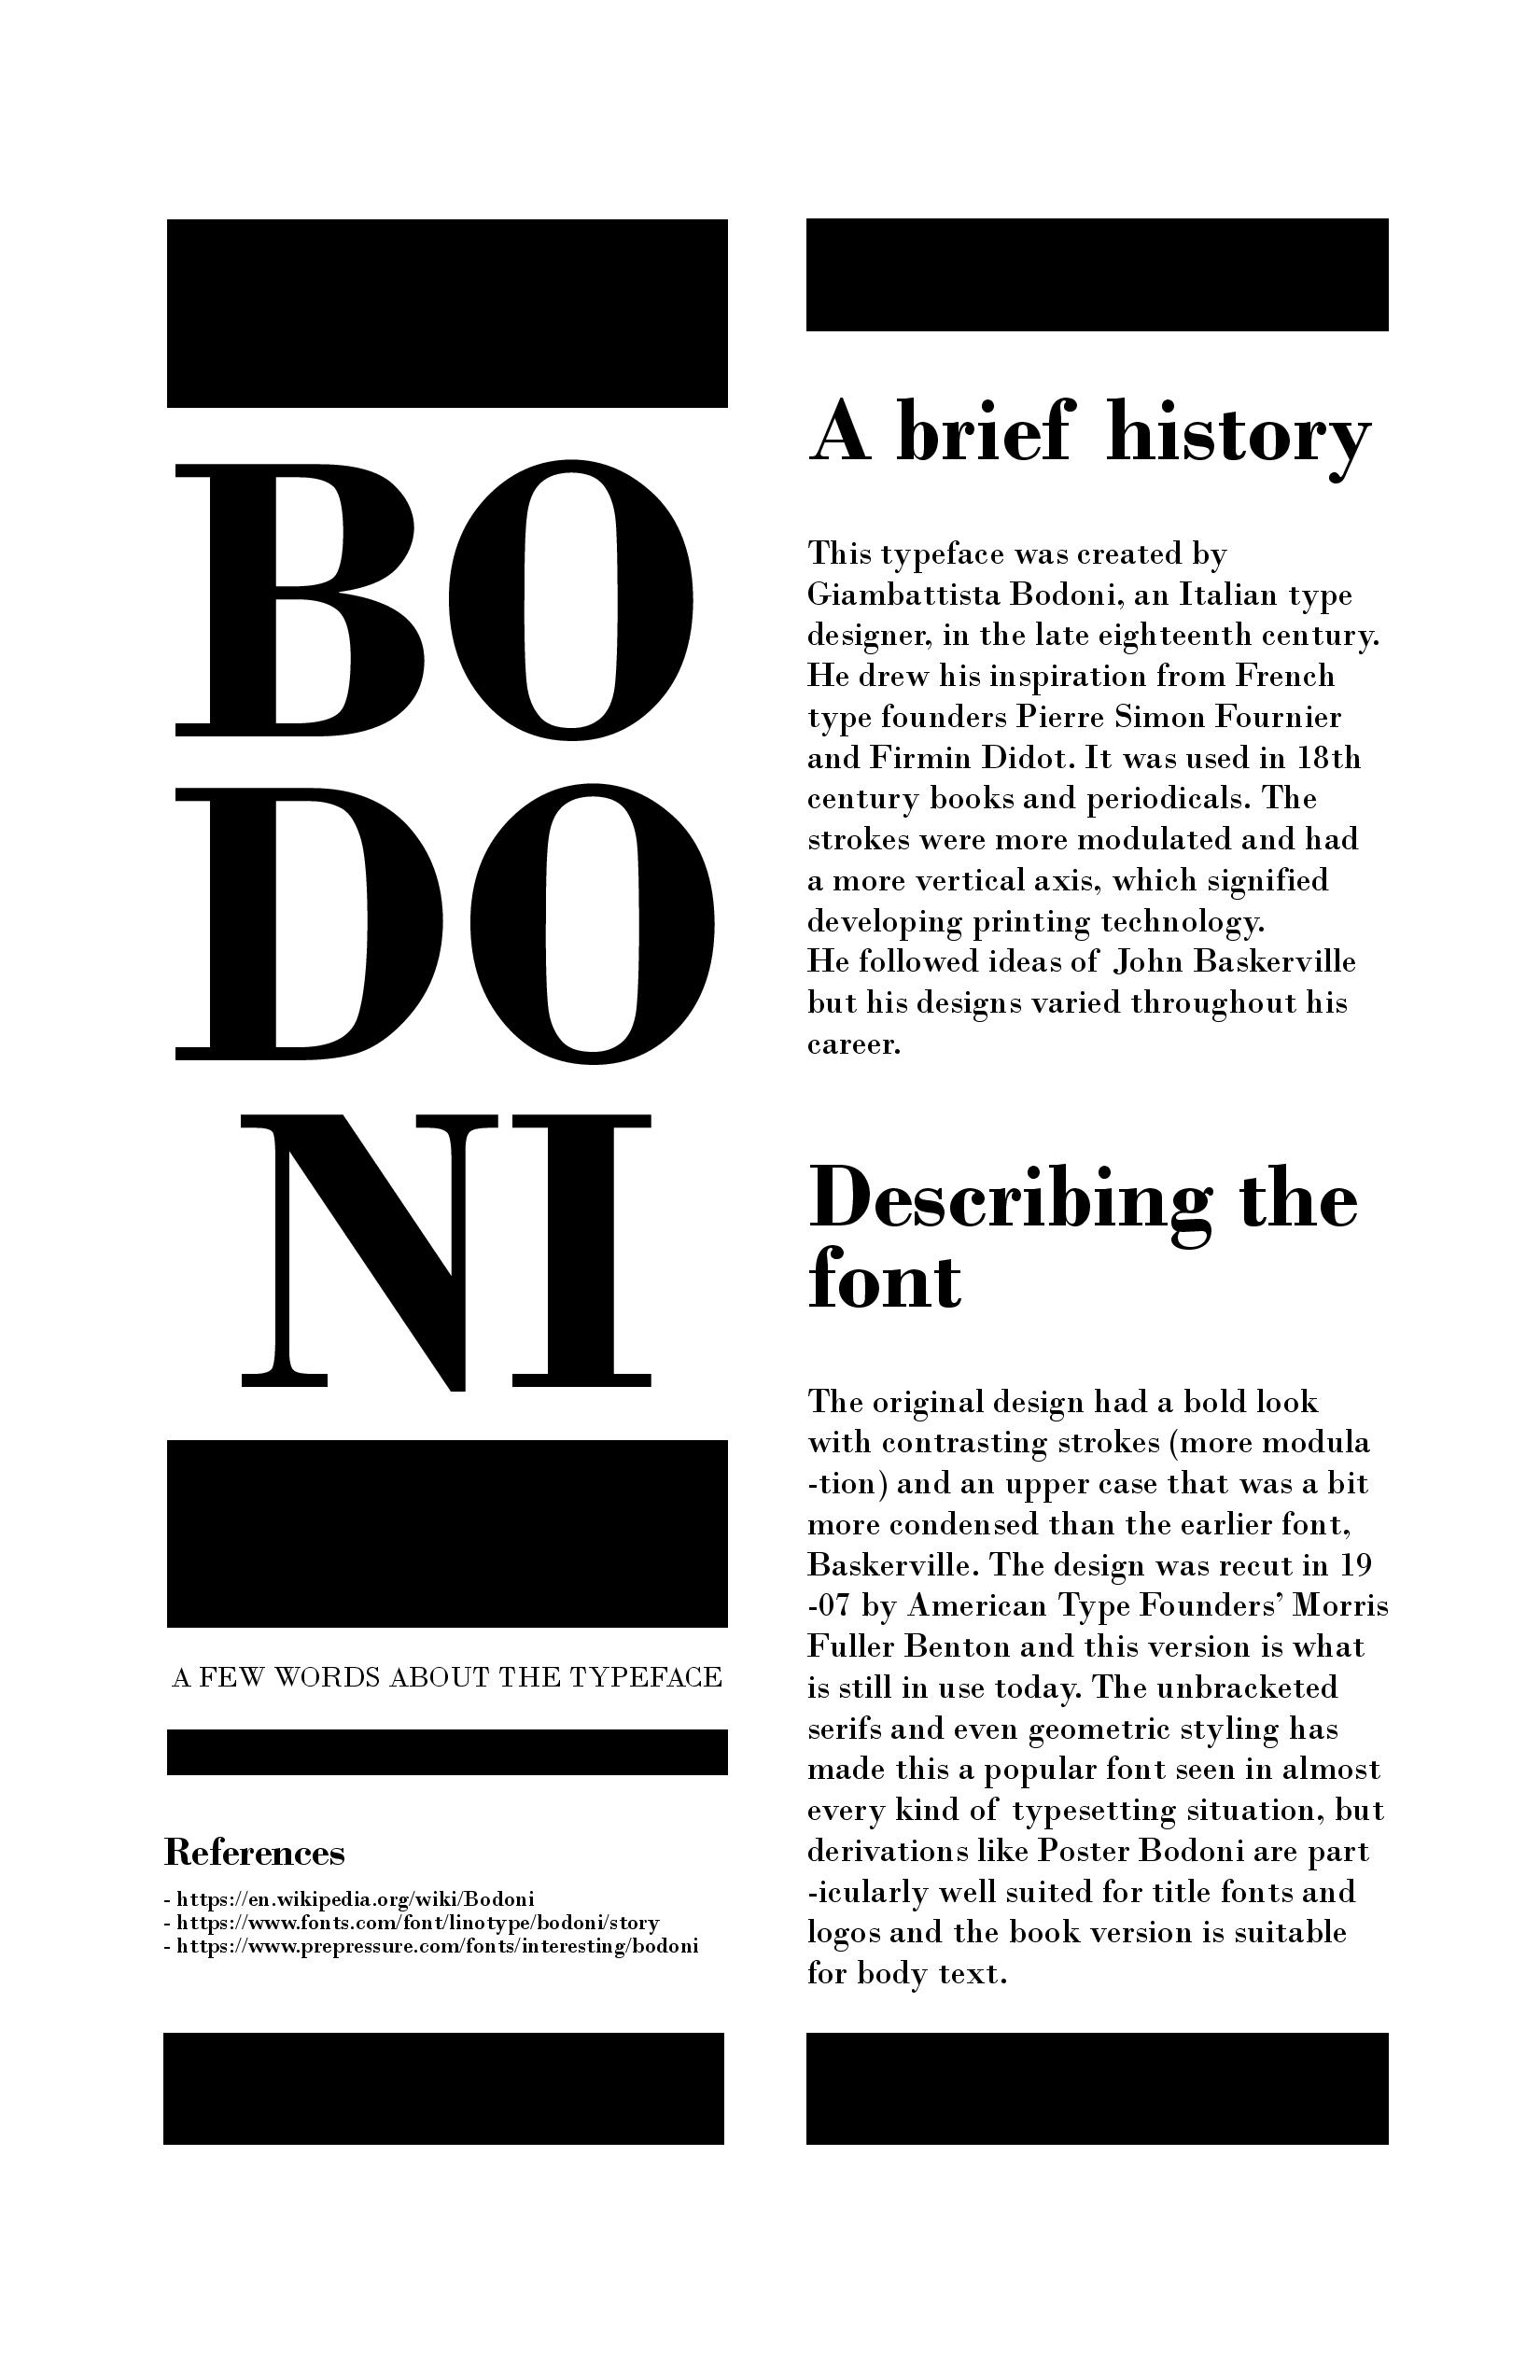 BO
DO
NI
A FEW WORDS ABOUT THE TYPEFACE
References
- https://en.wikipedia.org/wiki/Bodoni
- https://www.fonts.com/font/linotype/bodoni/story
- https://www.prepressure.com/fonts/interesting/bodoni
A brief history
This typeface was created by
Giambattista Bodoni, an Italian type
designer, in the late eighteenth century.
He drew his inspiration from French
type founders Pierre Simon Fournier
and Firmin Didot. It was used in 18th
century books and periodicals. The
strokes were more modulated and had
a more vertical axis, which signified
developing printing technology.
He followed ideas of John Baskerville
but his designs varied throughout his
career.
Describing the
font
The original design had a bold look
with contrasting strokes (more modula
-tion) and an upper case that was a bit
more condensed than the earlier font,
Baskerville. The design was recut in 19
-07 by American Type Founders’ Morris
Fuller Benton and this version is what
is still in use today. The unbracketed
serifs and even geometric styling has
made this a popular font seen in almost
every kind of typesetting situation, but
derivations like Poster Bodoni are part
-icularly well suited for title fonts and
logos and the book version is suitable
for body text.